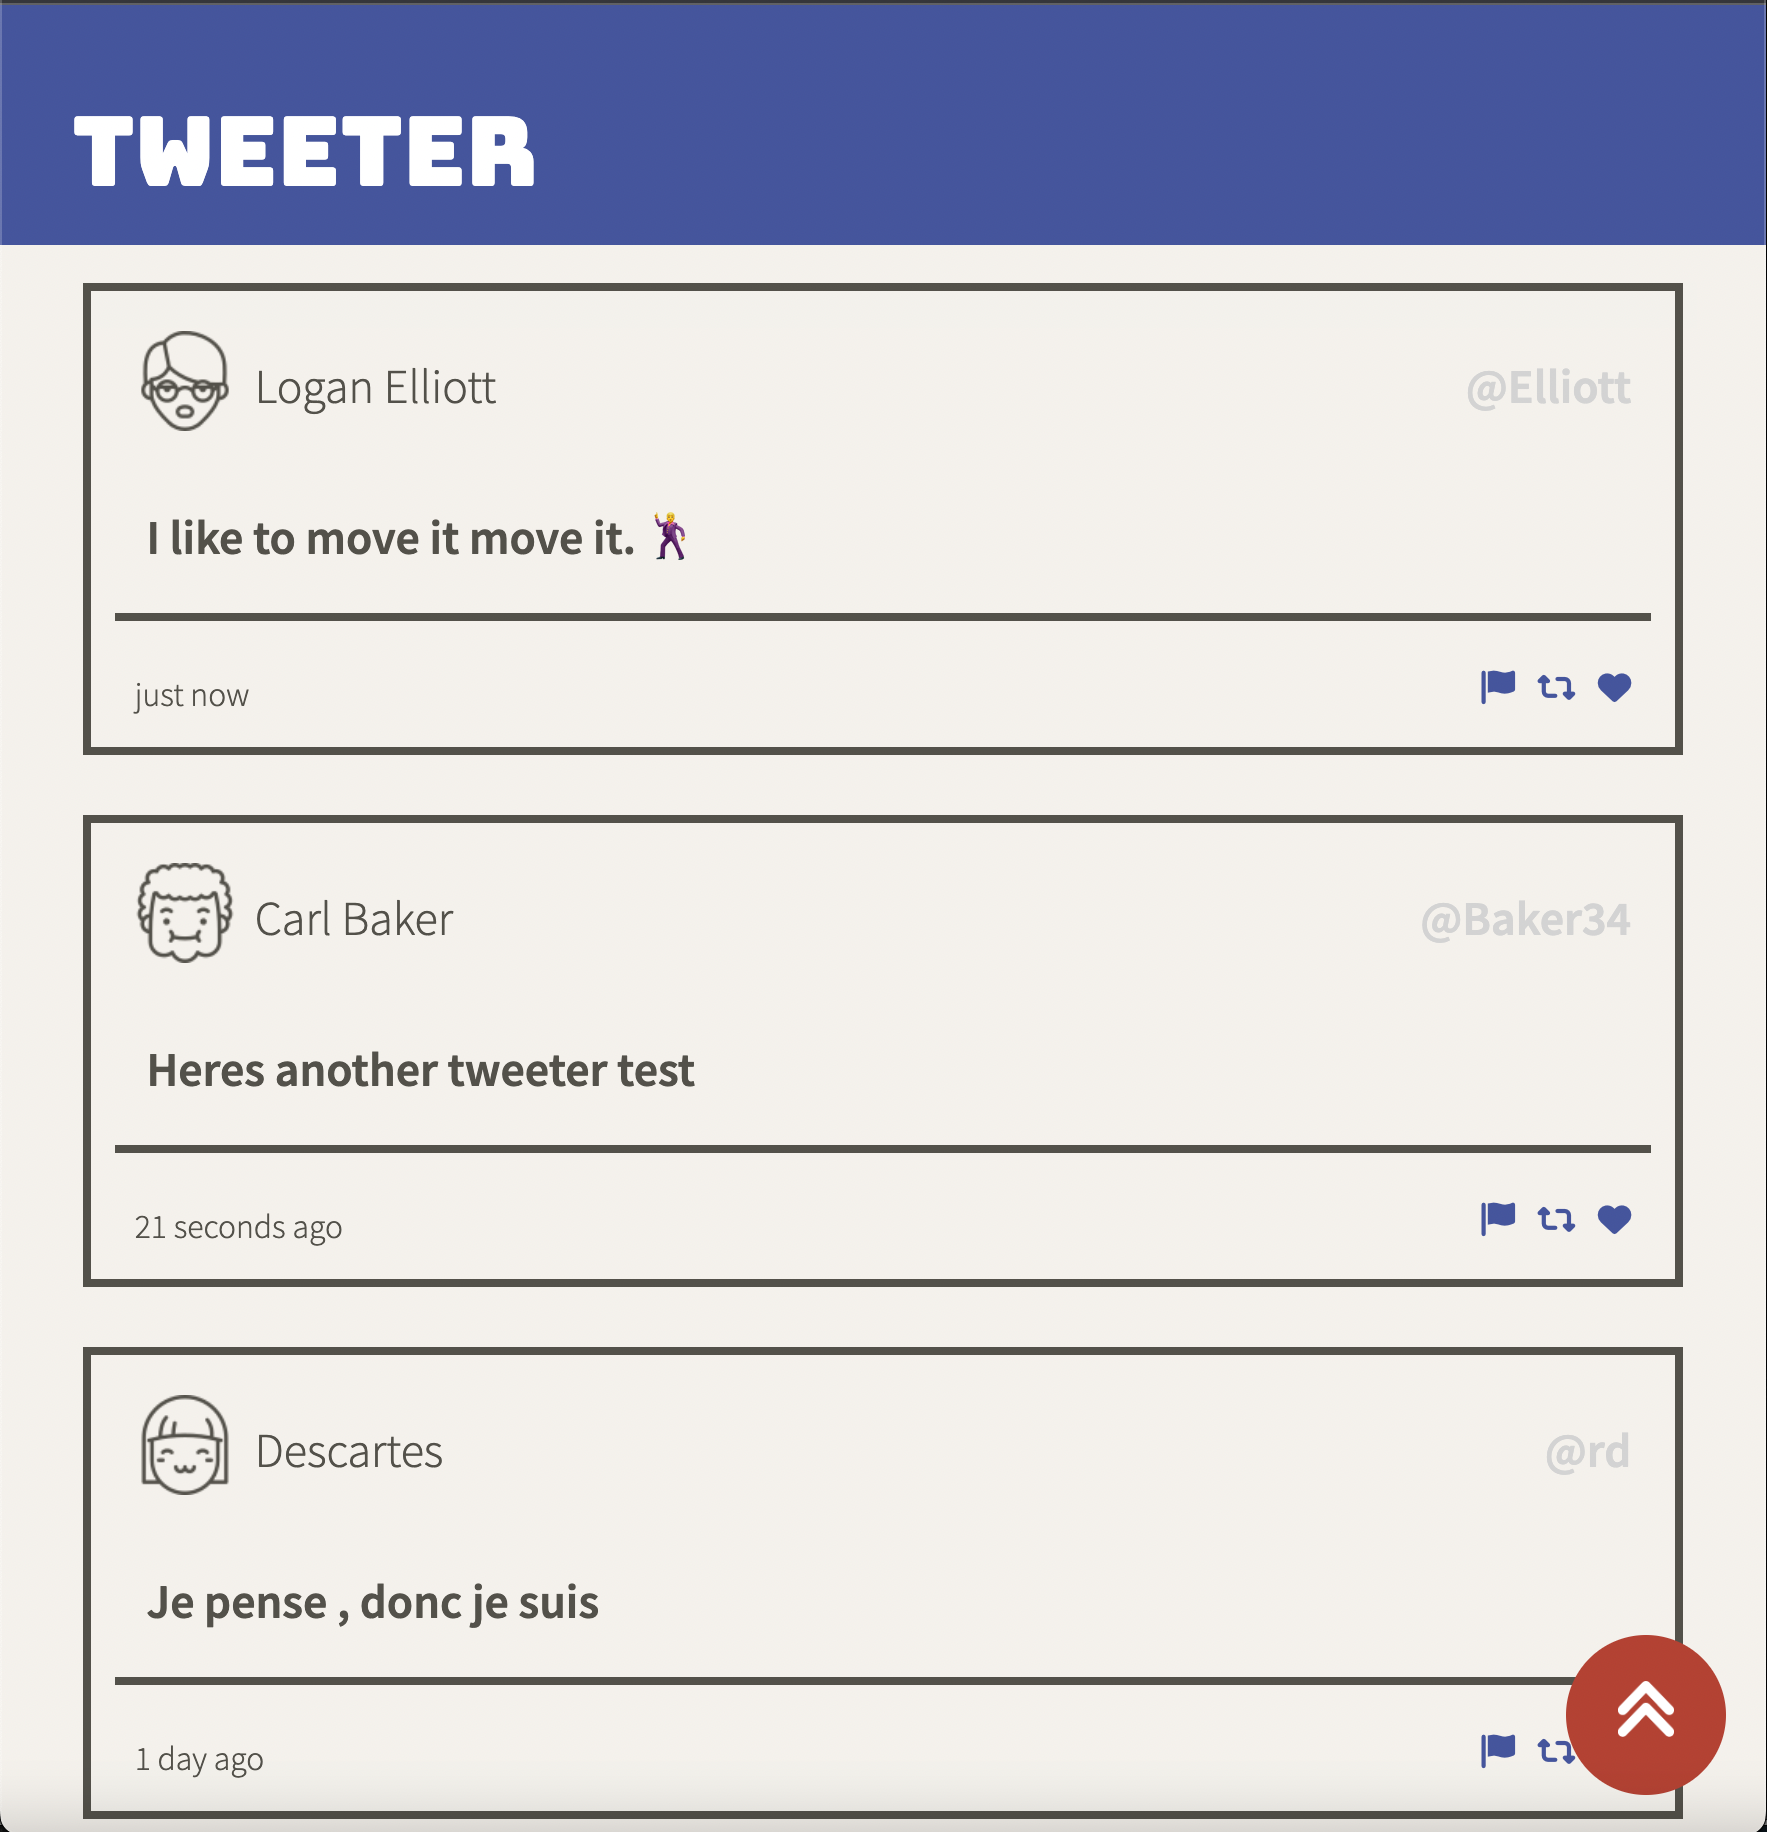 TWEETER
Logan Elliott @Elliott
I like to move it move it. 🕺
just now
Carl Baker @Baker34
Heres another tweeter test
21 seconds ago
Descartes @rd
Je pense , donc je suis
1 day ago